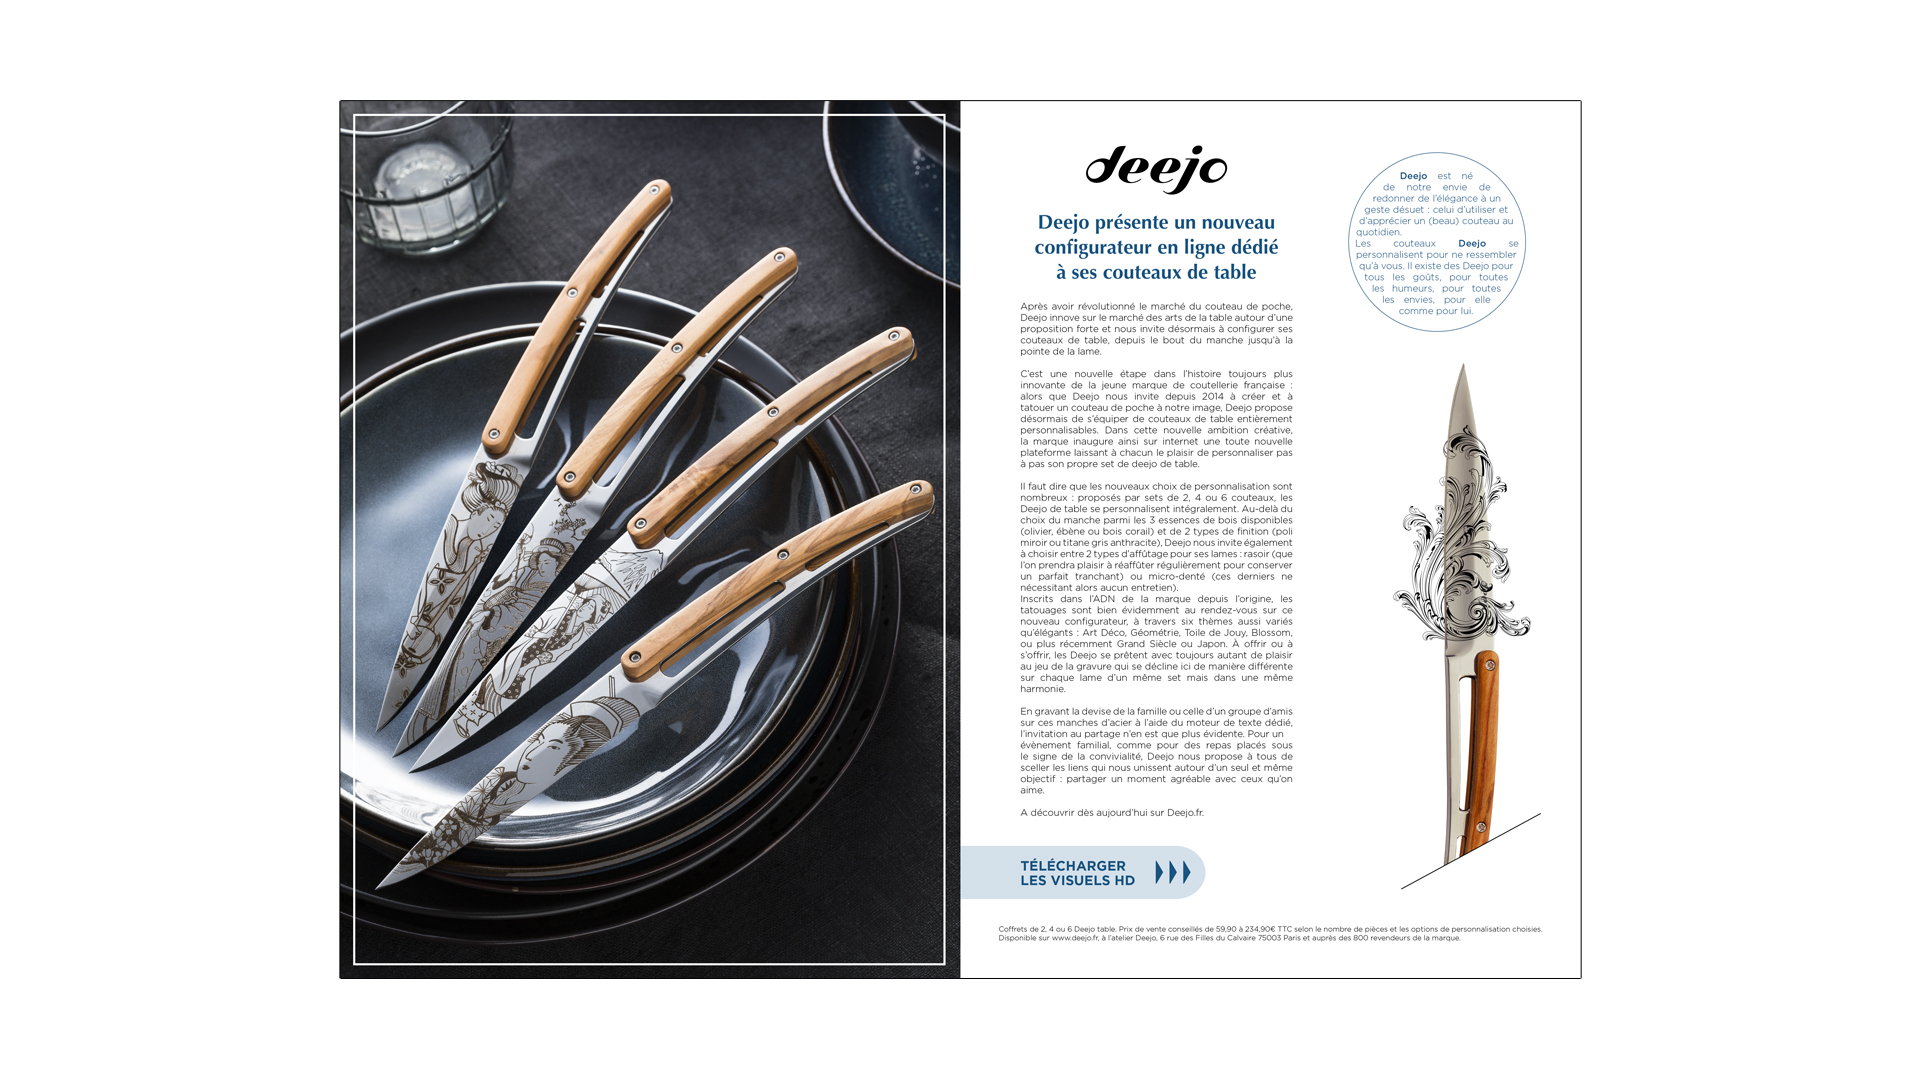 deejo
Deejo présente un nouveau
configurateur en ligne dédié
à ses couteaux de table
Après avoir révolutionné le marché du couteau de poche,
Deejo innove sur le marché des arts de la table autour d'une
proposition forte et nous invite désormais à configurer ses
couteaux de table, depuis le bout du manche jusqu'à la
pointe de la lame.
C'est une nouvelle étape dans l'histoire toujours plus
innovante de la jeune marque de coutellerie française :
alors que Deejo nous invite depuis 2014 à créer et à
tatouer un couteau de poche à notre image, Deejo propose
désormais de s'équiper de couteaux de table entièrement
personnalisables. Dans cette nouvelle ambition créative,
la marque inaugure ainsi sur internet une toute nouvelle
plateforme laissant à chacun le plaisir de personnaliser pas
à pas son propre set de deejo de table.
Il faut dire que les nouveaux choix de personnalisation sont
nombreux : proposés par sets de 2, 4 ou 6 couteaux, les
Deejo de table se personnalisent intégralement. Au-delà du
choix du manche parmi les 3 essences de bois disponibles
(olivier, ébène ou bois corail) et de 2 types de finition (poli
miroir ou titane gris anthracite), Deejo nous invite également
à choisir entre 2 types d'affûtage pour ses lames : rasoir (que
l'on prendra plaisir à réaffûter régulièrement pour conserver
un parfait tranchant) ou micro-denté (ces derniers ne
nécessitant alors aucun entretien).
Inscrits dans l'ADN de la marque depuis l'origine, les
tatouages sont bien évidemment au rendez-vous sur ce
nouveau configurateur, à travers six thèmes aussi variés
qu'élégants : Art Déco, Géométrie, Toile de Jouy, Blossom,
ou plus récemment Grand Siècle ou Japon. À offrir ou à
s'offrir, les Deejo se prêtent avec toujours autant de plaisir
au jeu de la gravure qui se décline ici de manière différente
sur chaque lame d'un même set mais dans une même
harmonie.
En gravant la devise de la famille ou celle d'un groupe d'amis
sur ces manches d'acier à l'aide du moteur de texte dédié,
l'invitation au partage n'en est que plus évidente. Pour un
évènement familial, comme pour des repas placés sous
le signe de la convivialité, Deejo nous propose à tous de
sceller les liens qui nous unissent autour d'un seul et même
objectif : partager un moment agréable avec ceux qu'on
aime.
A découvrir dès aujourd'hui sur Deejo.fr.
TÉLÉCHARGER
LES VISUELS HD
Deejo est né
de notre envie de
redonner de l'élégance à un
geste désuet : celui d'utiliser et
d'apprécier un (beau) couteau au
quotidien.
Les couteaux Deejo se
personnalisent pour ne ressembler
qu'à vous. Il existe des Deejo pour
tous les goûts, pour toutes
les humeurs, pour toutes
les envies, pour elle
comme pour lui.
Coffrets de 2, 4 ou 6 Deejo table. Prix de vente conseillés de 59,90 à 234,90€ TTC selon le nombre de pièces et les options de personnalisation choisies.
Disponible sur www.deejo.fr, à l'atelier Deejo, 6 rue des Filles du Calvaire 75003 Paris et auprès des 800 revendeurs de la marque.